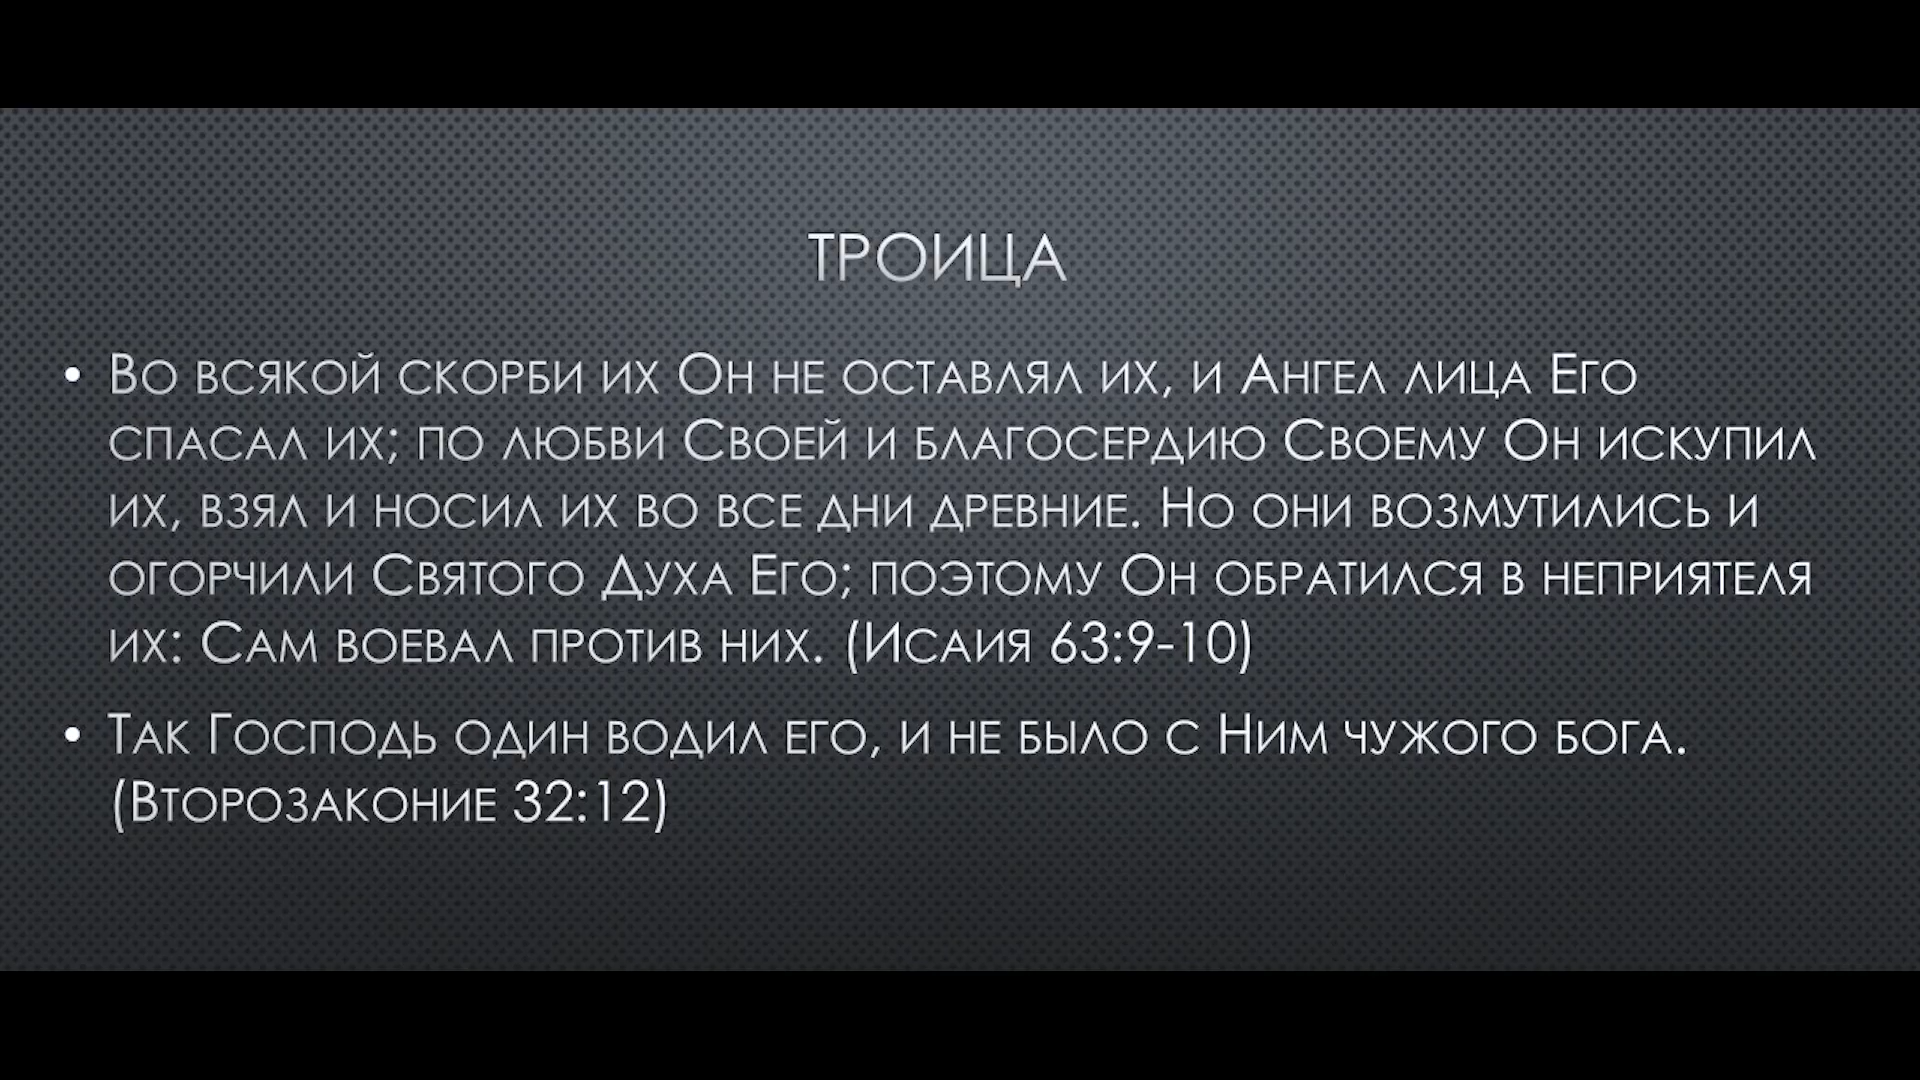 ТРОИЦА
• Во всякой скорби их Он не оставлял их, и Ангел лица Его
спасал их; по любви Своей и благосердию Своему Он искупил
их, взял и носил их во все дни древние. Но они возмутились и
огорчили Святого Духа Его; поэтому Он обратился в неприятеля
их: Сам воевал против них. (Исаия 63:9-10)
• Так Господь один водил его, и не было с Ним чужого бога.
(Второзаконие 32:12)